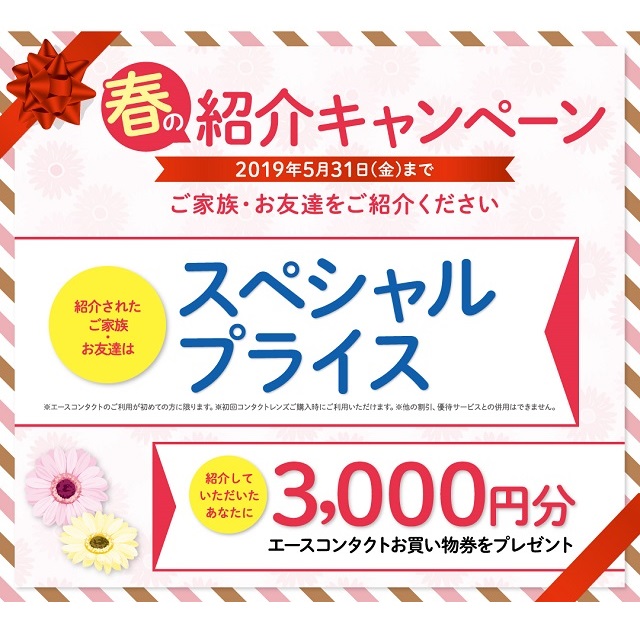 春の紹介キャンペーン
2019年5月31日(金)まで
ご家族・お友達をご紹介ください
紹介された
ご家族
・
お友達は
スペシャル
プライス
※エースコンタクトのご利用が初めての方に限ります。※初回コンタクトレンズご購入時にご利用いただけます。※他の割引、優待サービスとの併用はできません。
紹介して
いただいた
あなたに
3,000円分
エースコンタクトお買い物券をプレゼント